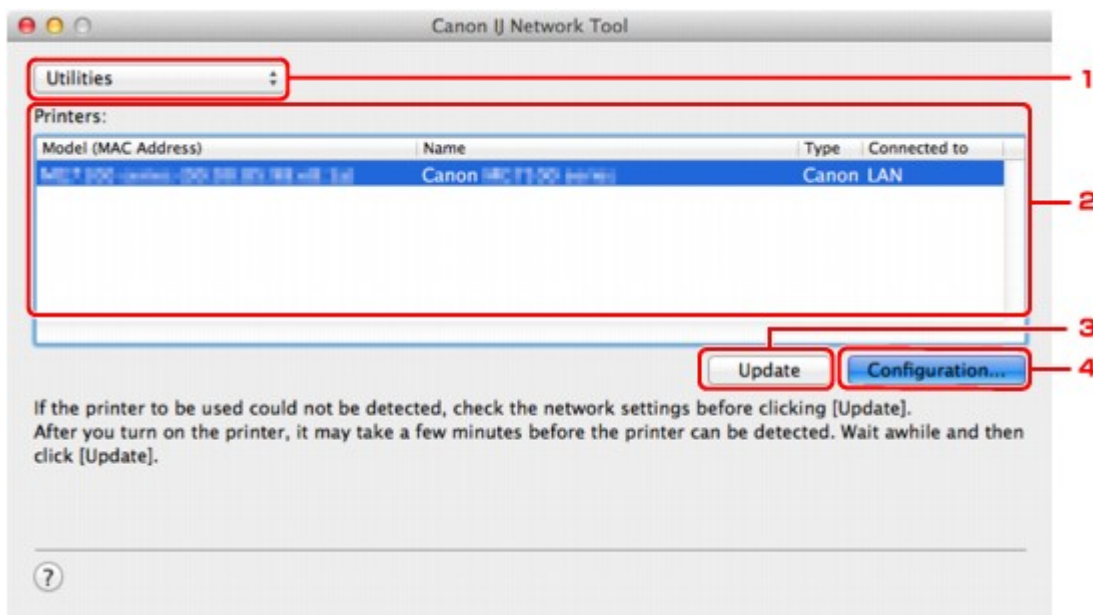 Canon IJ Network Tool
Utilities
1
Printers:
Model (MAC Address) Name Type Connected to
Canon Canon LAN
2
3
Update Configuration... 4
If the printer to be used could not be detected, check the network settings before clicking [Update].
After you turn on the printer, it may take a few minutes before the printer can be detected. Wait awhile and then
click [Update].
?